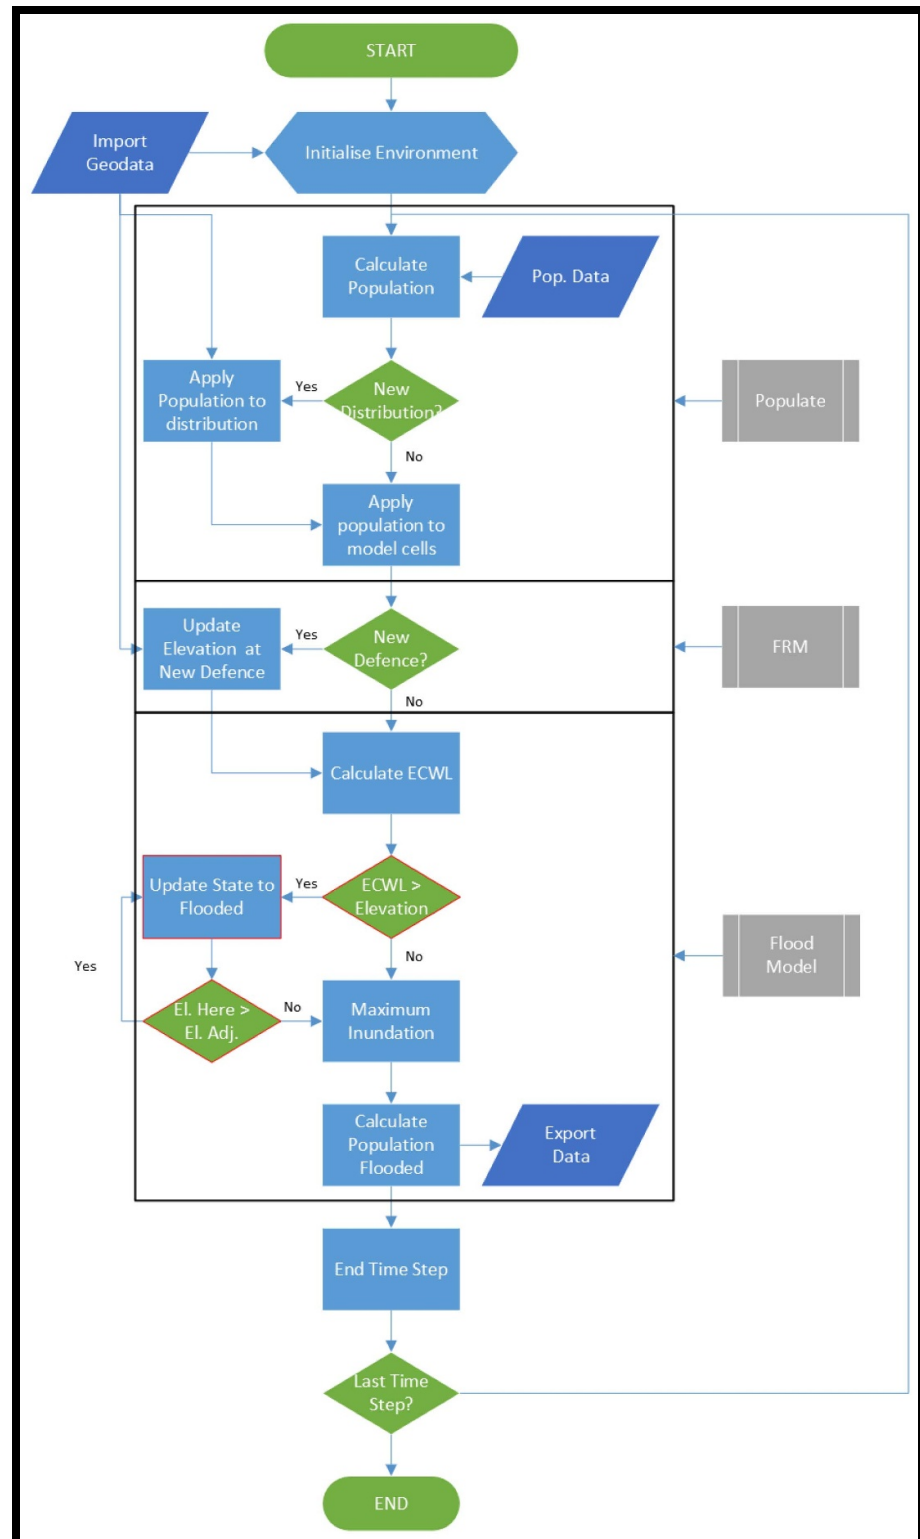 START
Import
Geodata
Initialise Environment
Calculate
Population
Pop. Data
Apply
Population to
distribution
Yes
New
Distribution?
Populate
No
Apply
population to
model cells
Update
Elevation at
New Defence
Yes
New
Defence?
FRM
No
Calculate ECWL
Update State to
Flooded
Yes
ECWL >
Elevation
Flood
Model
Yes
No
El. Here >
El. Adj.
No
Maximum
Inundation
Calculate
Population
Flooded
Export
Data
End Time Step
Last Time
Step?
END